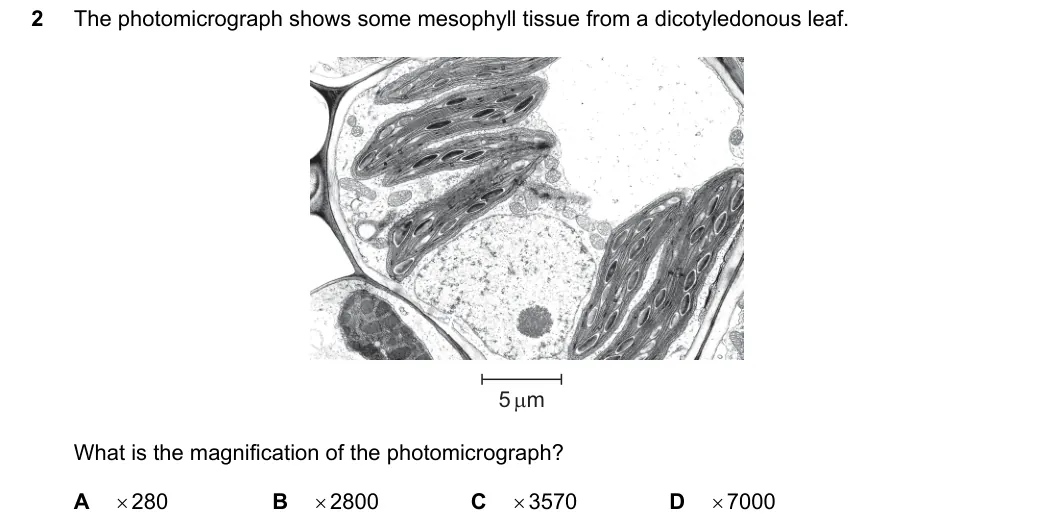 2 The photomicrograph shows some mesophyll tissue from a dicotyledonous leaf.
5 μm
What is the magnification of the photomicrograph?
A ×280 B ×2800 C ×3570 D ×7000